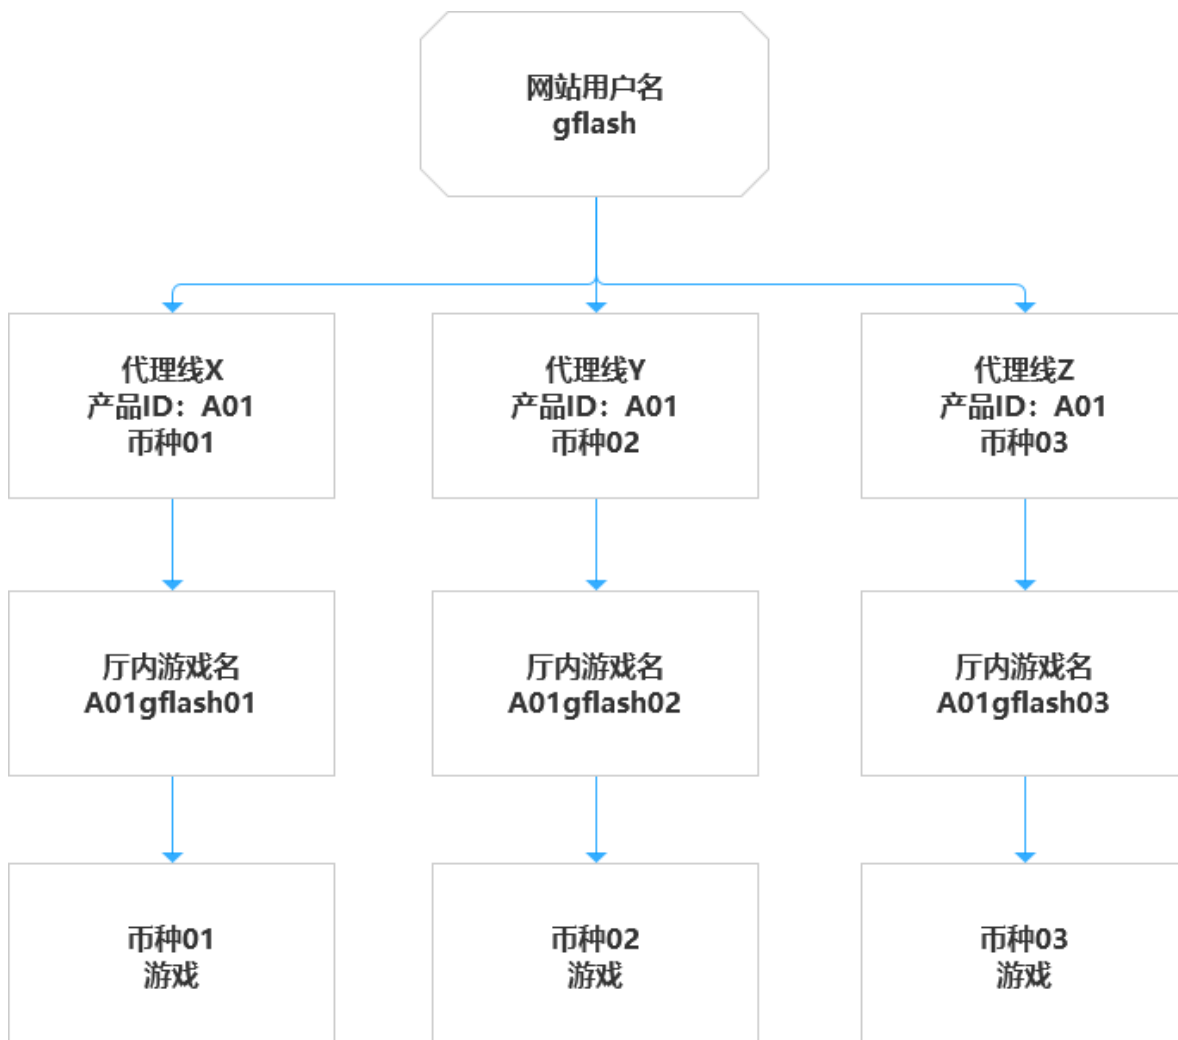 网站用户名
gflash
代理线X
产品ID：A01
币种01
代理线Y
产品ID：A01
币种02
代理线Z
产品ID：A01
币种03
厅内游戏名
A01gflash01
厅内游戏名
A01gflash02
厅内游戏名
A01gflash03
币种01
游戏
币种02
游戏
币种03
游戏